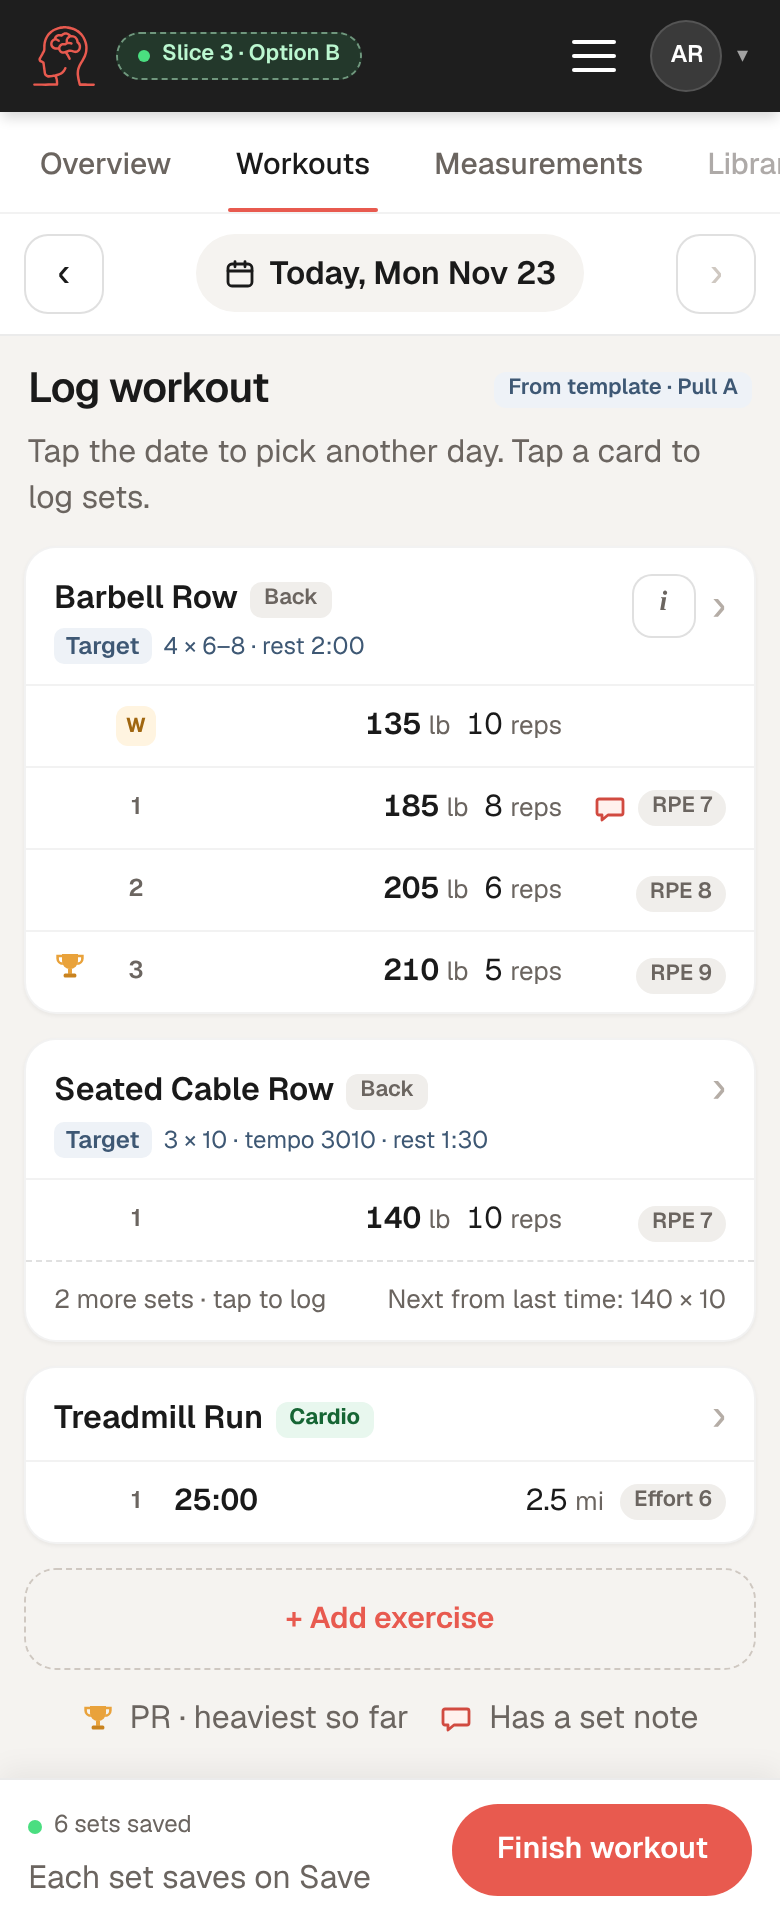 Slice 3 · Option B
AR ▾
Overview Workouts Measurements Librar
‹ Today, Mon Nov 23 ›
Log workout From template · Pull A
Tap the date to pick another day. Tap a card to
log sets.
Barbell Row Back i ›
Target 4 × 6–8 · rest 2:00
W 135 lb 10 reps
1 185 lb 8 reps RPE 7
2 205 lb 6 reps RPE 8
3 210 lb 5 reps RPE 9
Seated Cable Row Back ›
Target 3 × 10 · tempo 3010 · rest 1:30
1 140 lb 10 reps RPE 7
2 more sets · tap to log Next from last time: 140 × 10
Treadmill Run Cardio ›
1 25:00 2.5 mi Effort 6
+ Add exercise
PR · heaviest so far Has a set note
6 sets saved
Each set saves on Save
Finish workout